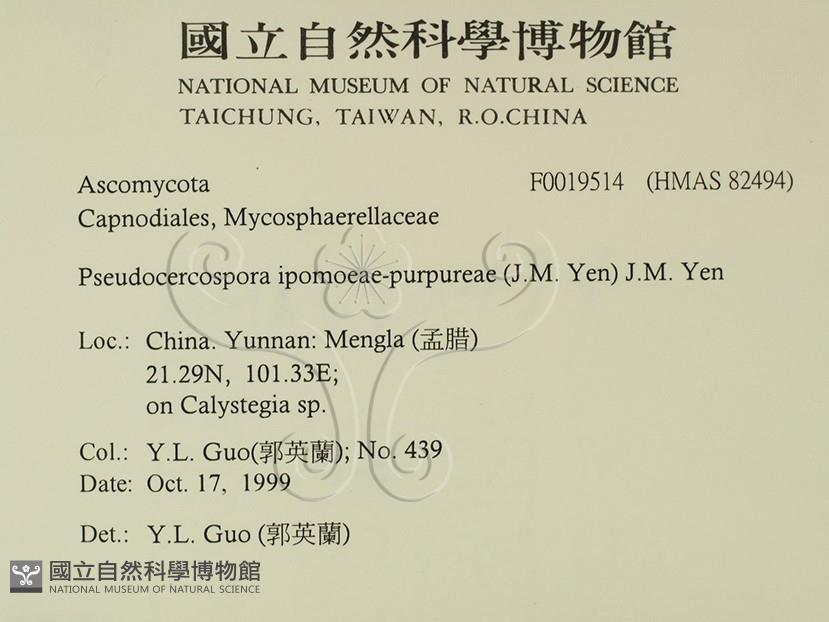 國立自然科學博物館
NATIONAL MUSEUM OF NATURAL SCIENCE
TAICHUNG, TAIWAN, R.O.CHINA
Ascomycota F0019514 (HMAS 82494)
Capnodiales, Mycosphaerellaceae
Pseudocercospora ipomoeae-purpureae (J.M. Yen) J.M. Yen
Loc.: China. Yunnan: Mengla (孟腊)
21.29N, 101.33E;
on Calystegia sp.
Col.: Y.L. Guo(郭英蘭); No. 439
Date: Oct. 17, 1999
Det.: Y.L. Guo (郭英蘭)
國立自然科學博物館
NATIONAL MUSEUM OF NATURAL SCIENCE